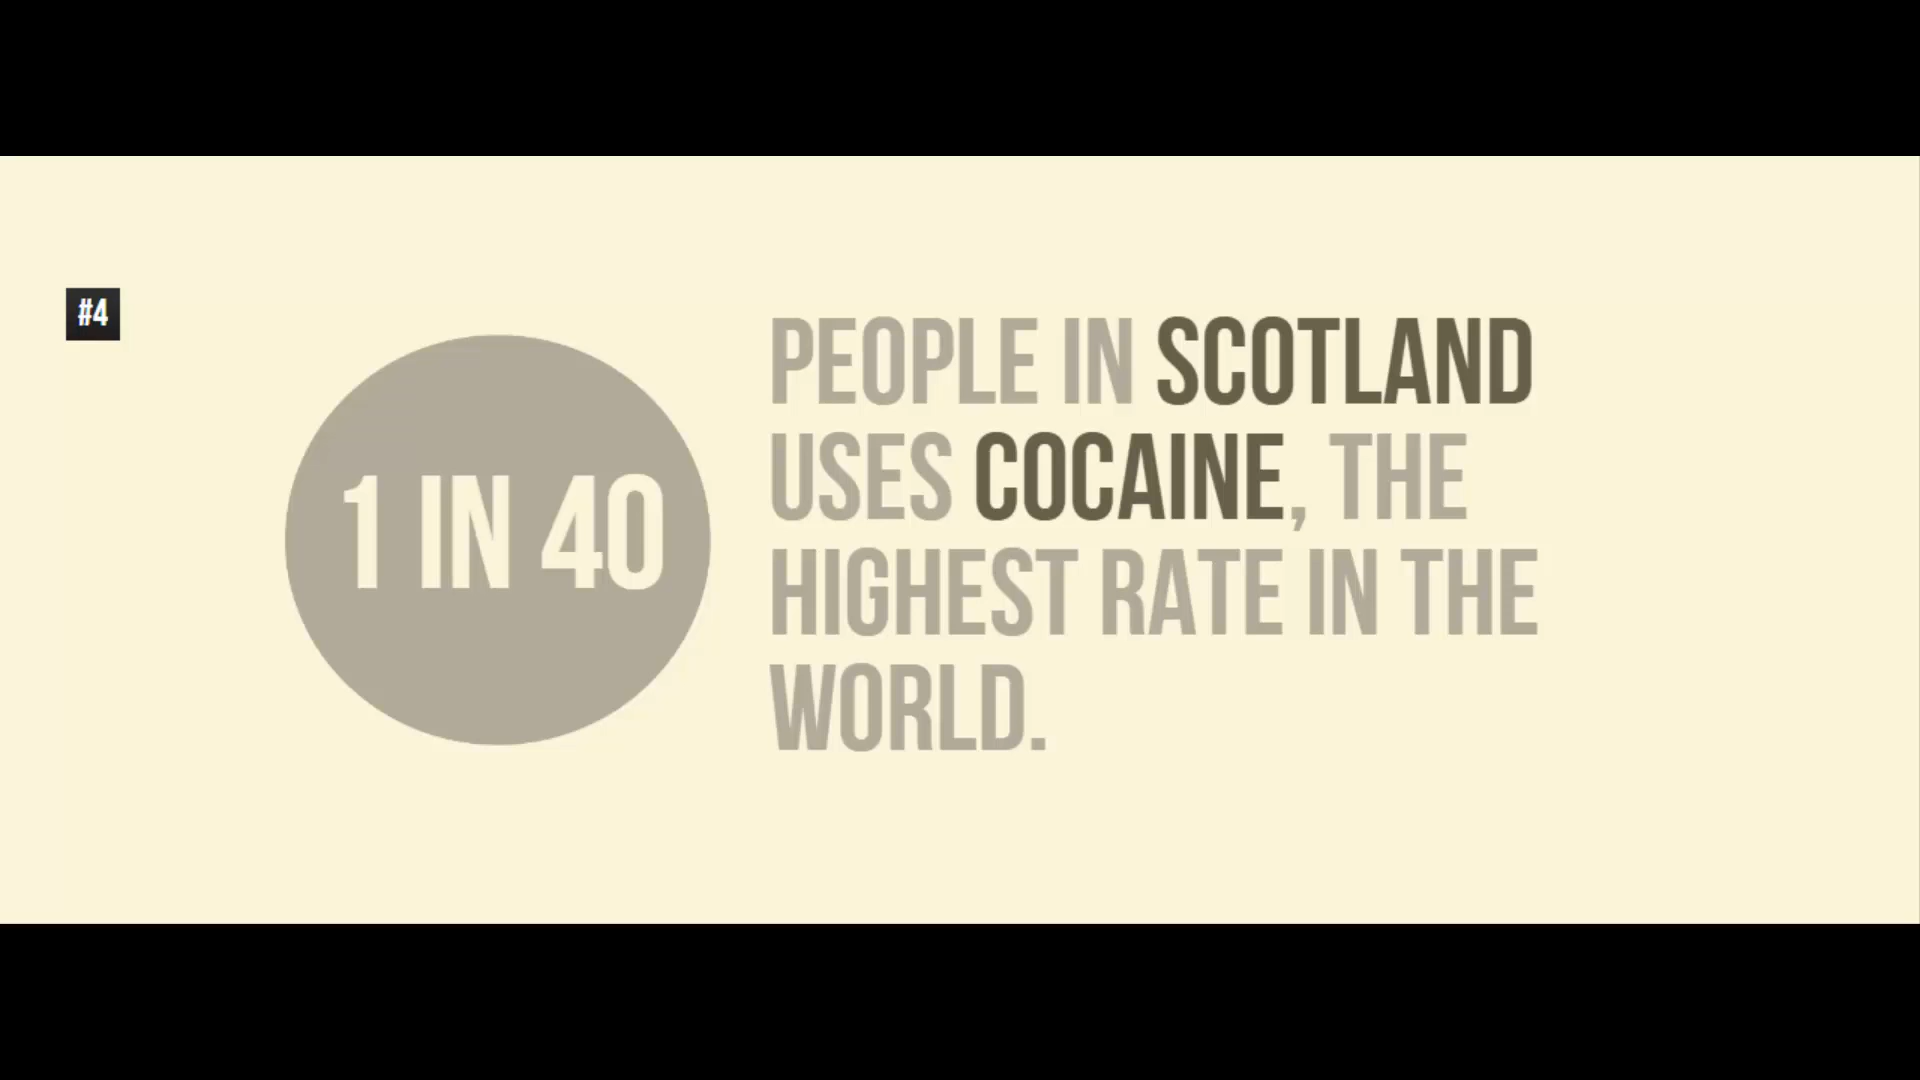 #4
1 IN 40
PEOPLE IN SCOTLAND
USES COCAINE, THE
HIGHEST RATE IN THE
WORLD.